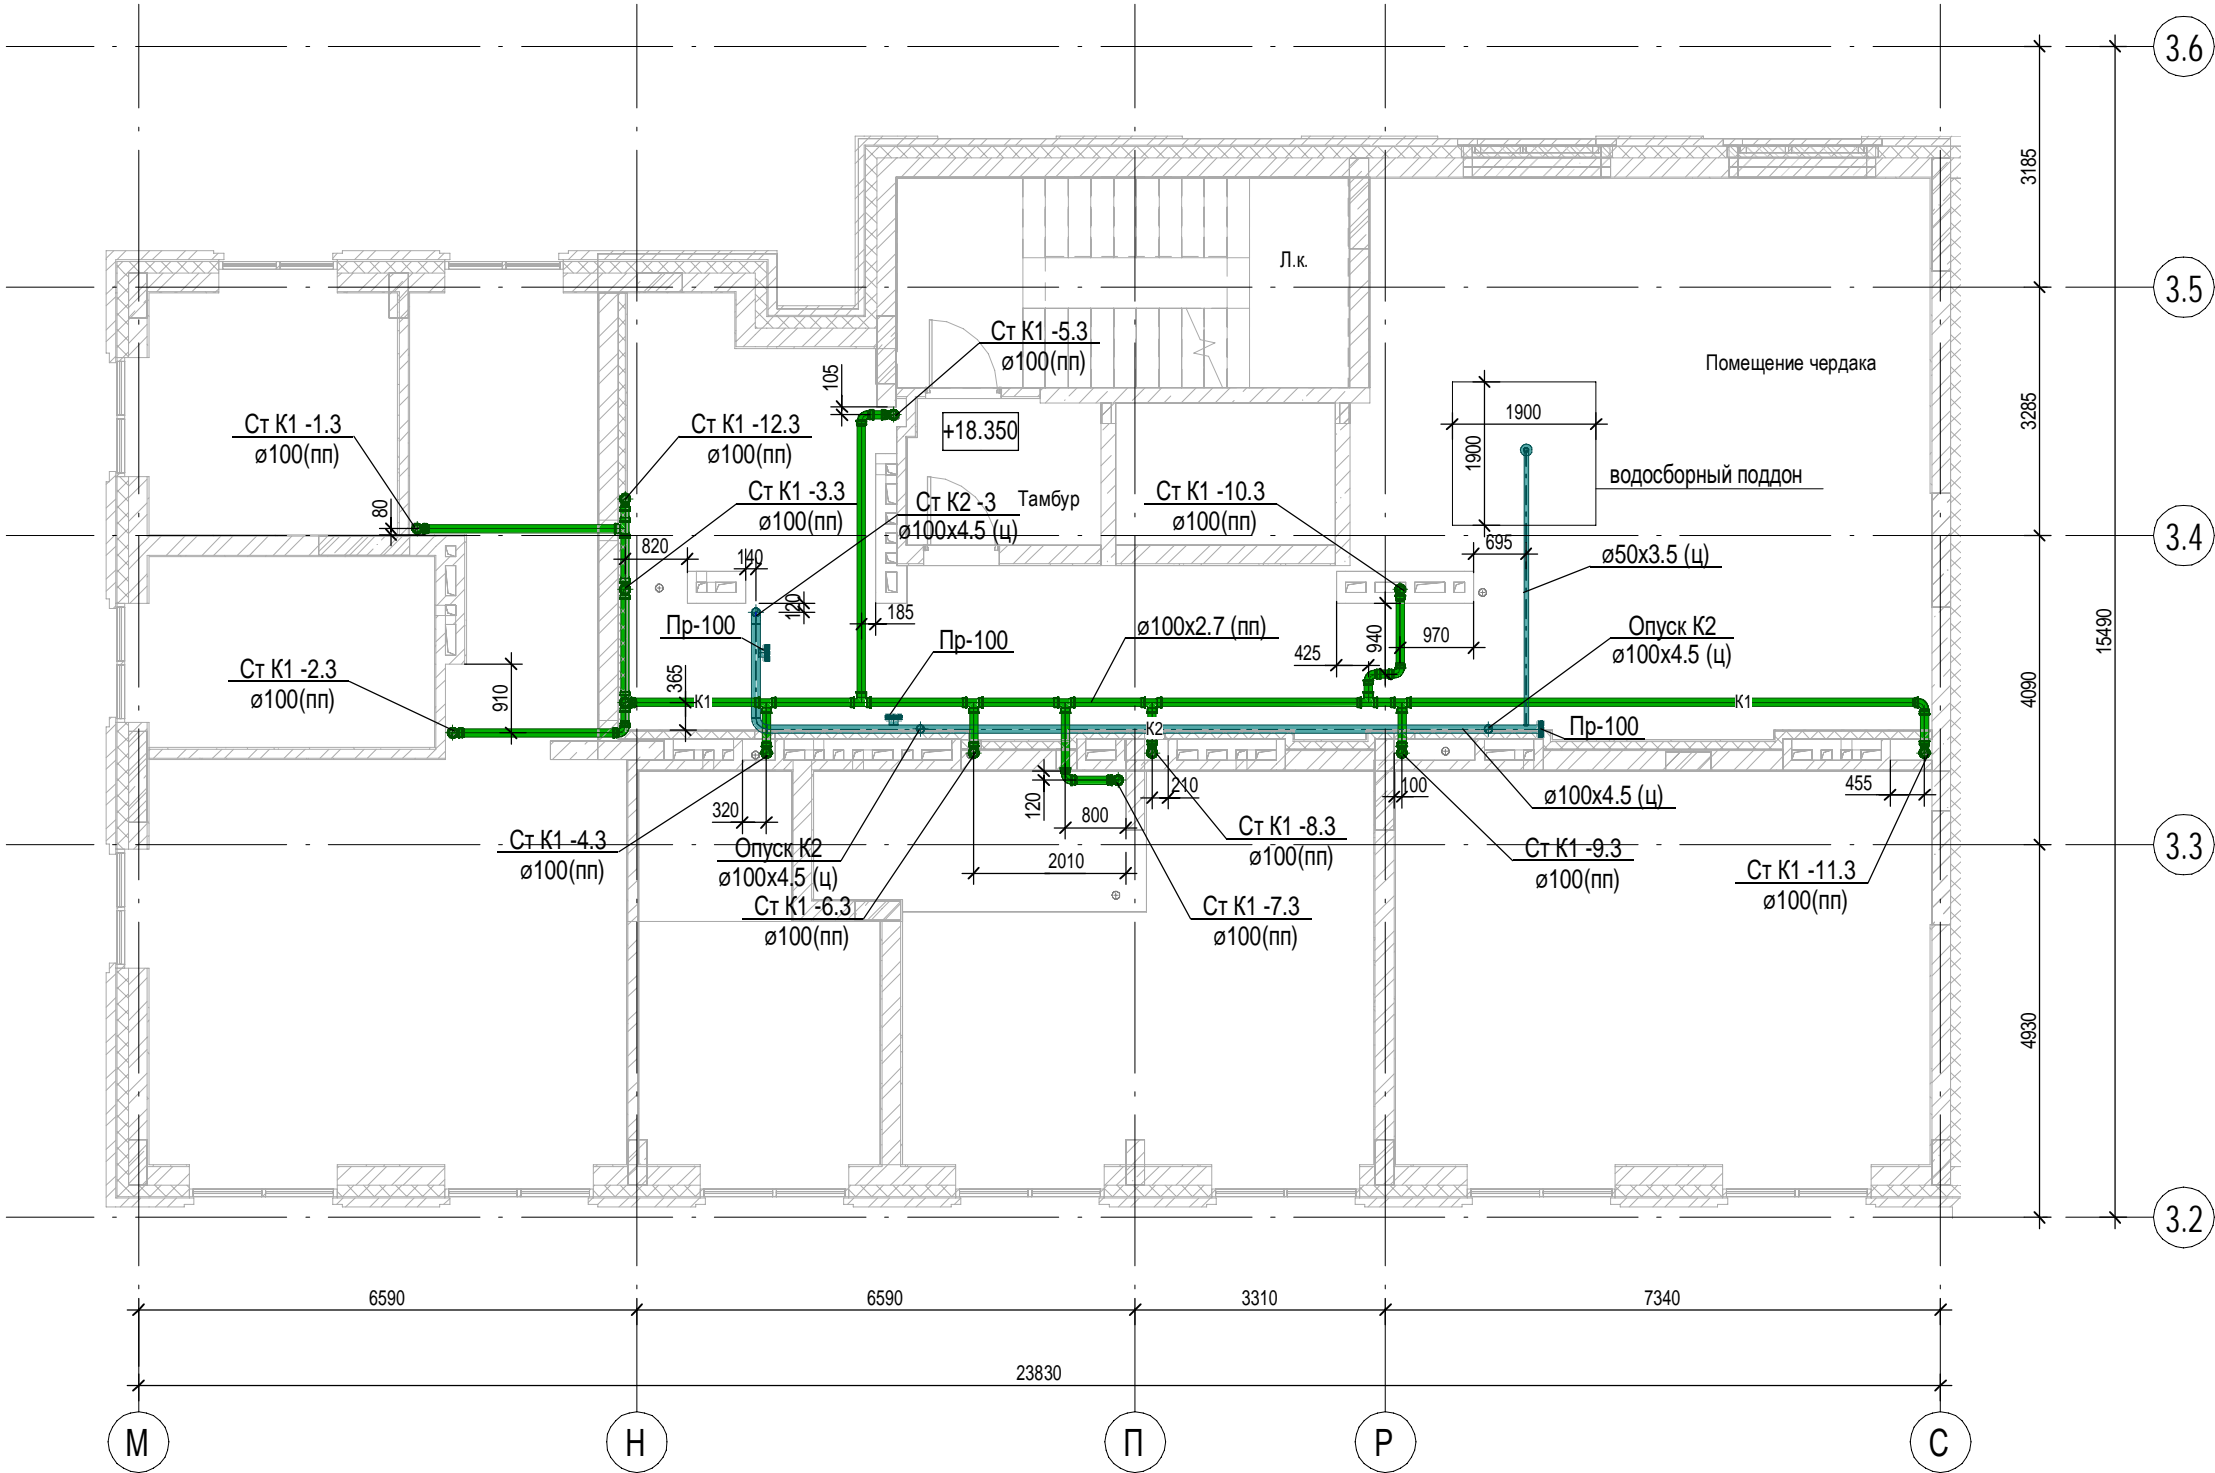 3.6
3185
Л.к.
3.5
Ст К1 -5.3
ø100(пп)
Помещение чердака
105
1900
3285
Ст К1 -1.3
ø100(пп)
Ст К1 -12.3
ø100(пп)
+18.350
1900
водосборный поддон
80
Ст К1 -3.3
ø100(пп)
Ст К2 -3
ø100х4.5 (ц)
Тамбур
Ст К1 -10.3
ø100(пп)
3.4
820
140
695
ø50х3.5 (ц)
120
185
Пр-100
Пр-100
ø100х2.7 (пп)
425
940
970
Опуск К2
ø100х4.5 (ц)
15490
Ст К1 -2.3
ø100(пп)
910
365
К1
К1
4090
К2
Пр-100
320
120
800
210
100
ø100х4.5 (ц)
455
Ст К1 -4.3
ø100(пп)
Опуск К2
ø100х4.5 (ц)
2010
Ст К1 -8.3
ø100(пп)
Ст К1 -9.3
ø100(пп)
Ст К1 -11.3
ø100(пп)
3.3
Ст К1 -6.3
ø100(пп)
Ст К1 -7.3
ø100(пп)
4930
3.2
6590
6590
3310
7340
23830
М
Н
П
Р
С